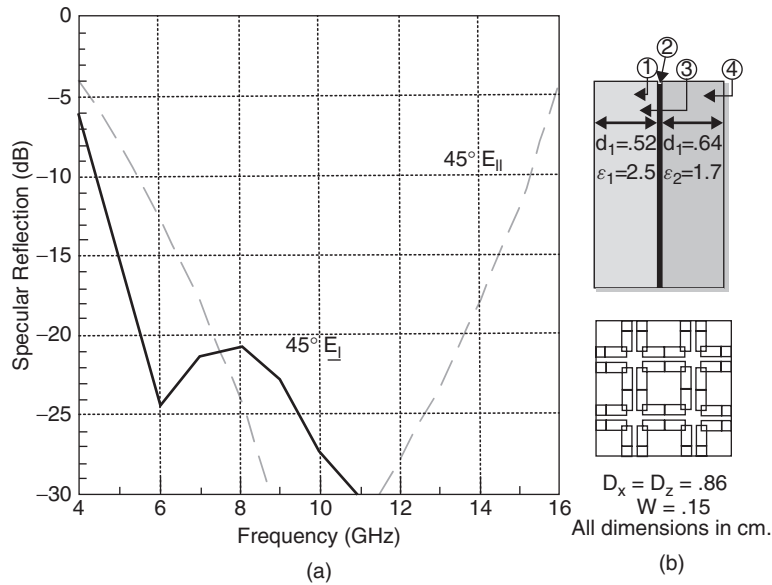 0
−5
−10
−15
−20
−25
−30
4
6
8
10
12
14
16
Specular Reflection (dB)
Frequency (GHz)
45° E||
45° E⊥
(a)
2
1
3
4
d₁=.52
d₁=.64
ε₁=2.5
ε₂=1.7
Dₓ = D_z = .86
W = .15
All dimensions in cm.
(b)